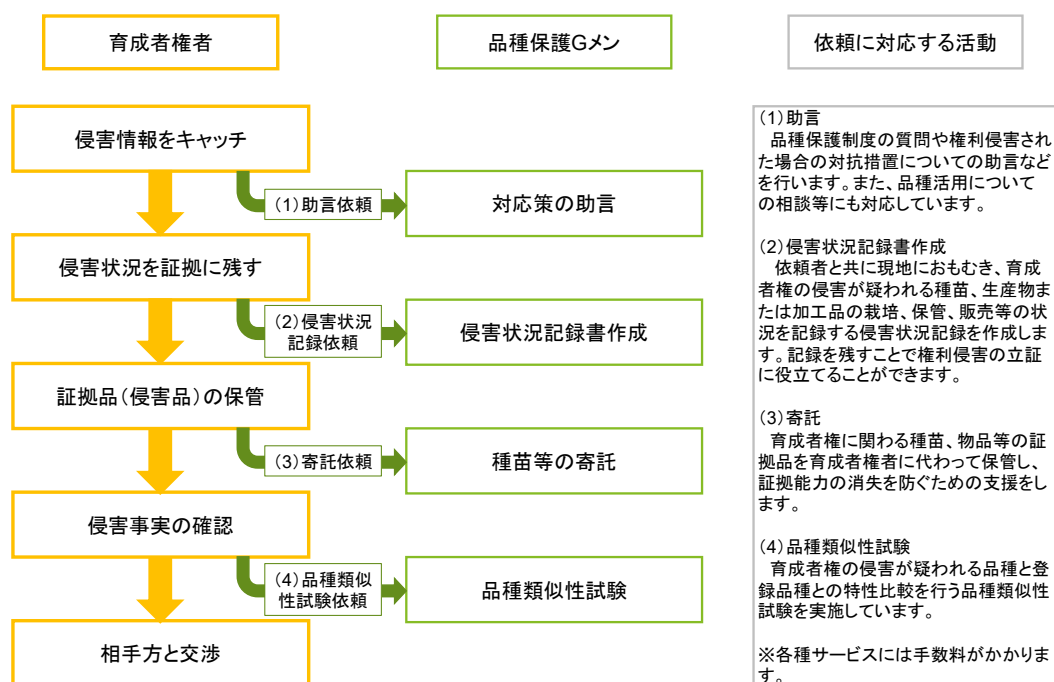 育成者権者
品種保護Gメン
依頼に対応する活動
侵害情報をキャッチ
(1)助言依頼
対応策の助言
侵害状況を証拠に残す
(2)侵害状況
記録依頼
侵害状況記録書作成
証拠品(侵害品)の保管
(3)寄託依頼
種苗等の寄託
侵害事実の確認
(4)品種類似
性試験依頼
品種類似性試験
相手方と交渉
(1)助言
品種保護制度の質問や権利侵害され
た場合の対抗措置についての助言など
を行います。また、品種活用について
の相談等にも対応しています。
(2)侵害状況記録書作成
依頼者と共に現地におもむき、育成
者権の侵害が疑われる種苗、生産物ま
たは加工品の栽培、保管、販売等の状
況を記録する侵害状況記録を作成しま
す。記録を残すことで権利侵害の立証
に役立てることができます。
(3)寄託
育成者権に関わる種苗、物品等の証
拠品を育成者権者に代わって保管し、
証拠能力の消失を防ぐための支援をし
ます。
(4)品種類似性試験
育成者権の侵害が疑われる品種と登
録品種との特性比較を行う品種類似性
試験を実施しています。
※各種サービスには手数料がかかりま
す。